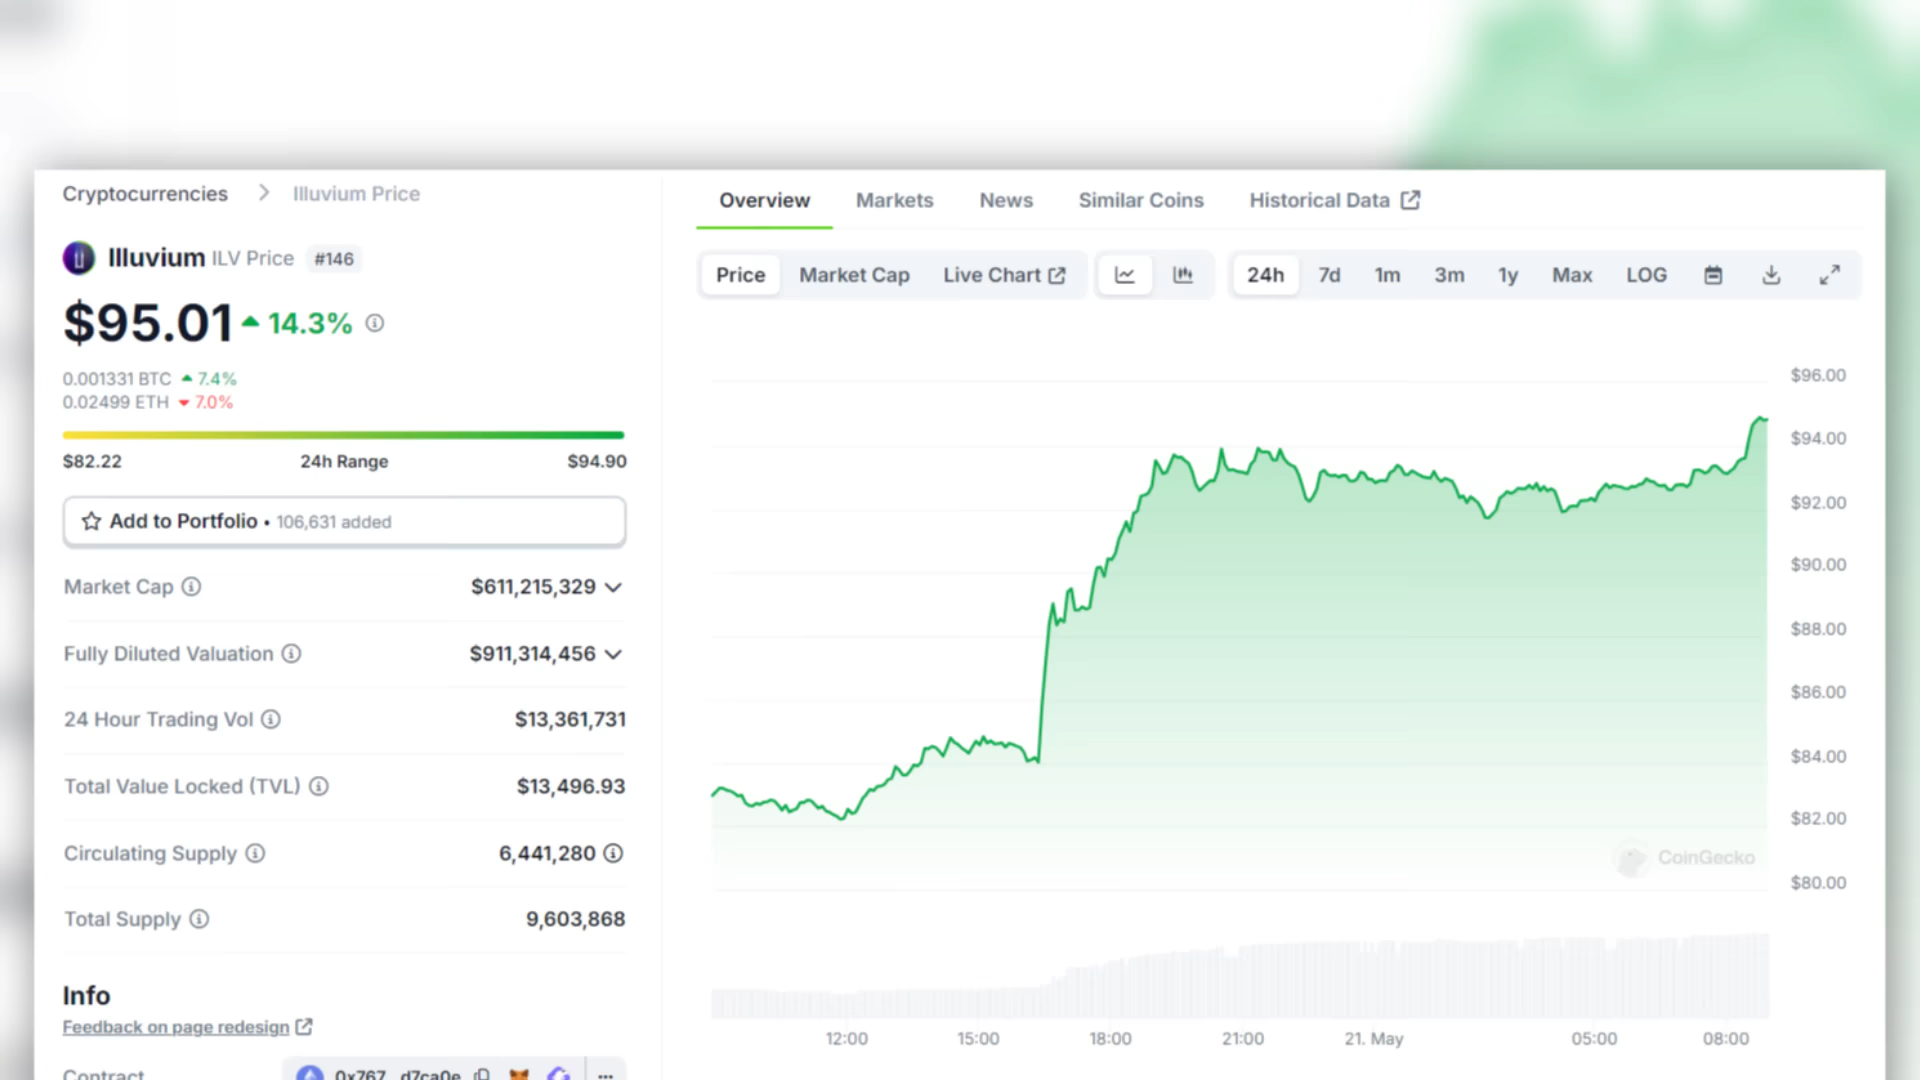 Cryptocurrencies > Illuvium Price
Illuvium ILV Price #146
$95.01 14.3%
0.001331 BTC 7.4%
0.02499 ETH 7.0%
$82.22 24h Range $94.90
Add to Portfolio • 106,631 added
Market Cap $611,215,329
Fully Diluted Valuation $911,314,456
24 Hour Trading Vol $13,361,731
Total Value Locked (TVL) $13,496.93
Circulating Supply 6,441,280
Total Supply 9,603,868
Info
Feedback on page redesign
Contract 0x767...d7ca0e ...
Overview Markets News Similar Coins Historical Data
Price Market Cap Live Chart 24h 7d 1m 3m 1y Max LOG
$96.00
$94.00
$92.00
$90.00
$88.00
$86.00
$84.00
$82.00
$80.00
CoinGecko
12:00 15:00 18:00 21:00 21. May 05:00 08:00